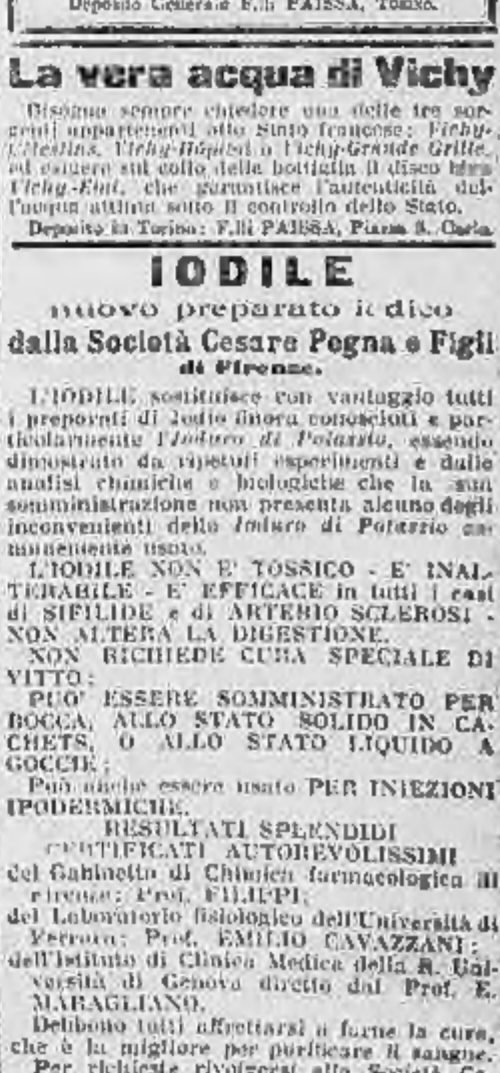 Deposito Generale F.lli PAISSA, Torino.
La vera acqua di Vichy
Bisogna sempre chiedere una delle tre sor-
genti appartenenti allo Stato francese: Vichy-
Célestins, Vichy-Hôpital o Vichy-Grande Grille,
ed esigere sul collo della bottiglia il disco bleu
Vichy-Etat, che garantisce l'autenticità del-
l'acqua attinta sotto il controllo dello Stato.
Deposito in Torino: F.lli PAISSA, Piazza S. Carlo.
IODILE
nuovo preparato iodico
dalla Società Cesare Pegna e Figli
di Firenze.
L'IODILE sostituisce con vantaggio tutti
i preparati di Jodio finora conosciuti e par-
ticolarmente l'Ioduro di Potassio, essendo
dimostrato da ripetuti esperimenti e dalle
analisi chimiche e biologiche che la sua
somministrazione non presenta alcuno degli
inconvenienti dello Ioduro di Potassio co-
munemente usato.
L'IODILE NON E' TOSSICO - E' INAL-
TERABILE - E' EFFICACE in tutti i casi
di SIFILIDE e di ARTERIO SCLEROSI -
NON ALTERA LA DIGESTIONE.
NON RICHIEDE CURA SPECIALE DI
VITTO;
PUO' ESSERE SOMMINISTRATO PER
BOCCA, ALLO STATO SOLIDO IN CA-
CHETS, O ALLO STATO LIQUIDO A
GOCCIE;
Può anche essere usato PER INIEZIONI
IPODERMICHE.
RESULTATI SPLENDIDI
CERTIFICATI AUTOREVOLISSIMI
del Gabinetto di Chimica farmacologica di
Firenze: Prof. FILIPPI;
del Laboratorio fisiologico dell'Università di
Ferrara: Prof. EMILIO CAVAZZANI;
dell'Istituto di Clinica Medica della R. Uni-
versità di Genova diretto dal Prof. E.
MARAGLIANO.
Debbono tutti affrettarsi a farne la cura,
che è la migliore per purificare il sangue.
Per richieste rivolgersi alla Società Ce-